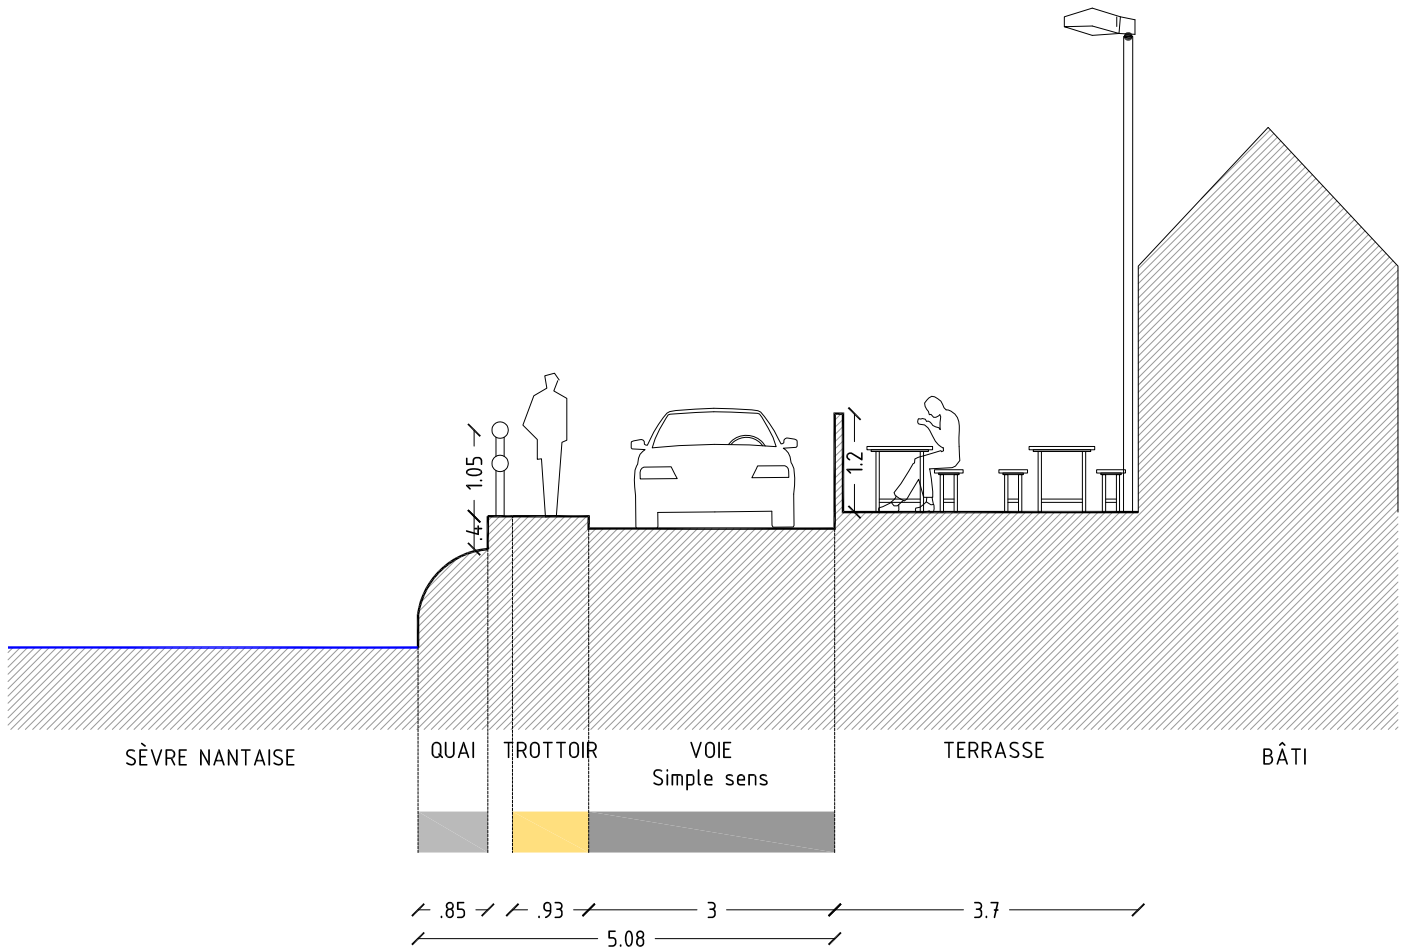 1.05
.4
1.2
SÈVRE NANTAISE
QUAI
TROTTOIR
VOIE
Simple sens
TERRASSE
BÂTI
.85
.93
3
3.7
5.08